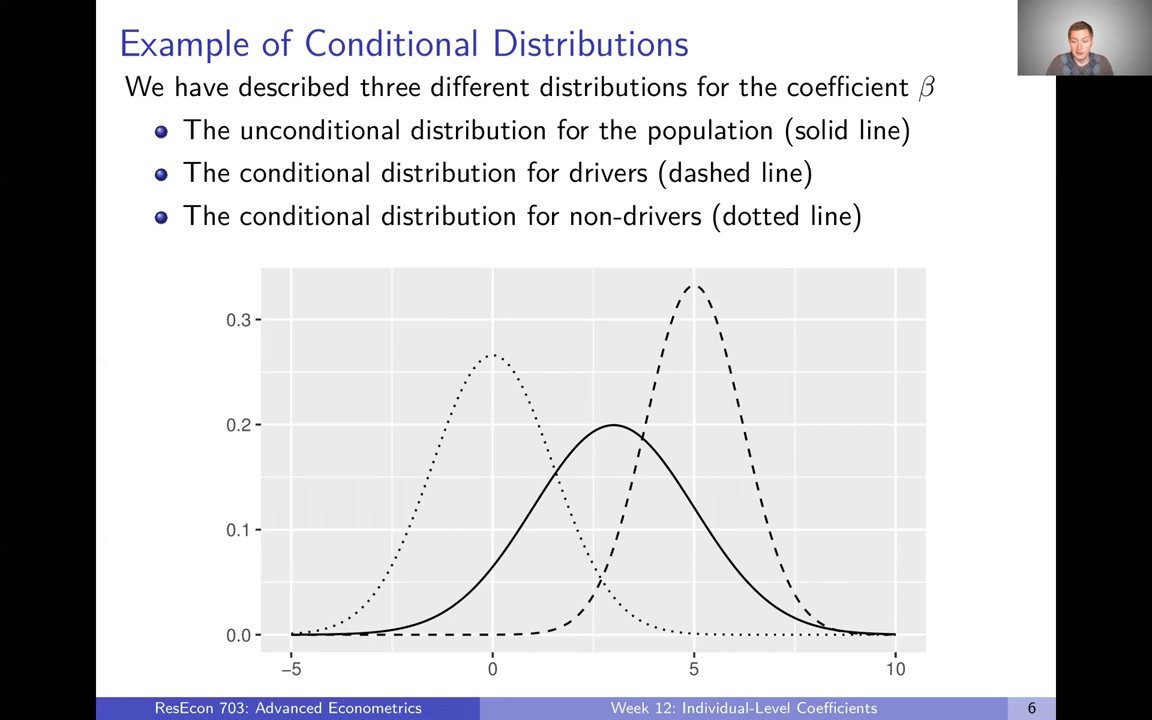 Example of Conditional Distributions
We have described three different distributions for the coefficient β
The unconditional distribution for the population (solid line)
The conditional distribution for drivers (dashed line)
The conditional distribution for non-drivers (dotted line)
0.3
0.2
0.1
0.0
−5 0 5 10
ResEcon 703: Advanced Econometrics Week 12: Individual-Level Coefficients 6